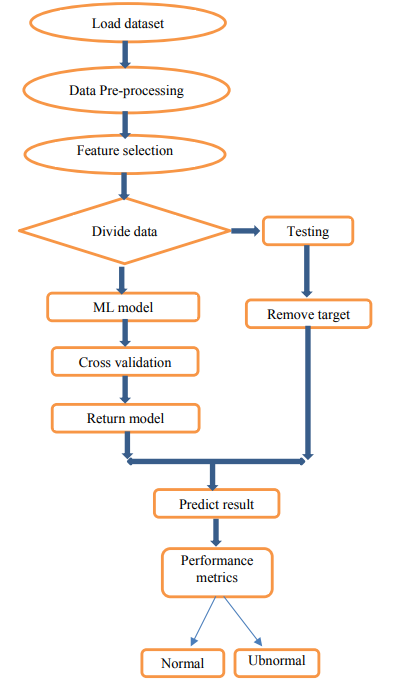 Load dataset
Data Pre-processing
Feature selection
Divide data
Testing
ML model
Remove target
Cross validation
Return model
Predict result
Performance
metrics
Normal
Ubnormal